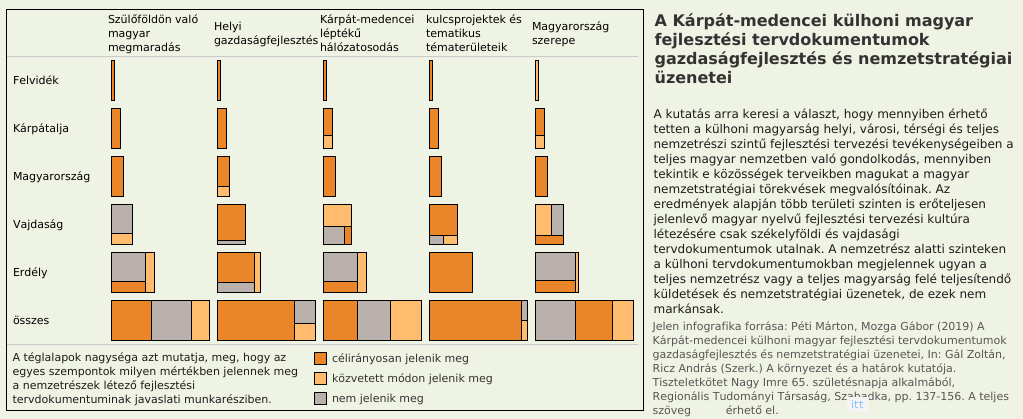 Szülőföldön való
magyar
megmaradás
Helyi
gazdaságfejlesztés
Kárpát-medencei
léptékű
hálózatosodás
kulcsprojektek és
tematikus
tématerületeik
Magyarország
szerepe
Felvidék
Kárpátalja
Magyarország
Vajdaság
Erdély
összes
A téglalapok nagysága azt mutatja, meg, hogy az
egyes szempontok milyen mértékben jelennek meg
a nemzetrészek létező fejlesztési
tervdokumentuminak javaslati munkarésziben.
célirányosan jelenik meg
közvetett módon jelenik meg
nem jelenik meg
A Kárpát-medencei külhoni magyar
fejlesztési tervdokumentumok
gazdaságfejlesztés és nemzetstratégiai
üzenetei
A kutatás arra keresi a választ, hogy mennyiben érhető
tetten a külhoni magyarság helyi, városi, térségi és teljes
nemzetrészi szintű fejlesztési tervezési tevékenységeiben a
teljes magyar nemzetben való gondolkodás, mennyiben
tekintik e közösségek terveikben magukat a magyar
nemzetstratégiai törekvések megvalósítóinak. Az
eredmények alapján több területi szinten is erőteljesen
jelenlevő magyar nyelvű fejlesztési tervezési kultúra
létezésére csak székelyföldi és vajdasági
tervdokumentumok utalnak. A nemzetrész alatti szinteken
a külhoni tervdokumentumokban megjelennek ugyan a
teljes nemzetrész vagy a teljes magyarság felé teljesítendő
küldetések és nemzetstratégiai üzenetek, de ezek nem
markánsak.
Jelen infografika forrása: Péti Márton, Mozga Gábor (2019) A
Kárpát-medencei külhoni magyar fejlesztési tervdokumentumok
gazdaságfejlesztés és nemzetstratégiai üzenetei, In: Gál Zoltán,
Ricz András (Szerk.) A környezet és a határok kutatója.
Tiszteletkötet Nagy Imre 65. születésnapja alkalmából,
Regionális Tudományi Társaság, Szabadka, pp. 137-156. A teljes
szöveg itt érhető el.